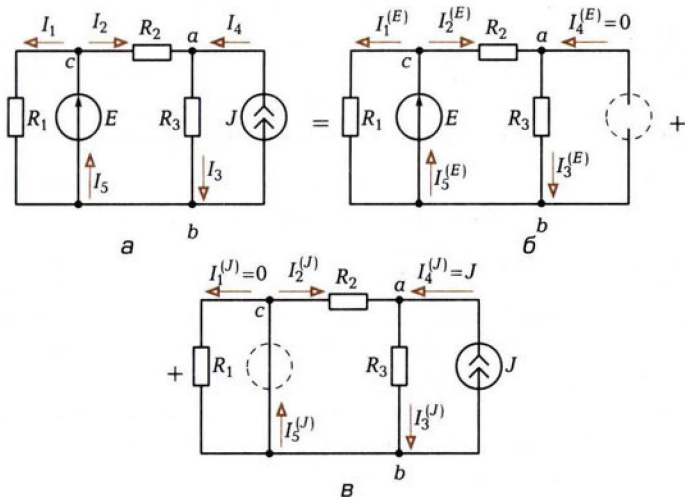 I₁ I₂ R₂ a I₄
c
R₁ E R₃ J
I₅ I₃
b
а
=
I₁⁽ᴱ⁾ I₂⁽ᴱ⁾ R₂ a I₄⁽ᴱ⁾=0
c
R₁ E R₃
I₅⁽ᴱ⁾ I₃⁽ᴱ⁾
b
б
+
I₁⁽ᴶ⁾=0 I₂⁽ᴶ⁾ R₂ a I₄⁽ᴶ⁾=J
c
+ R₁ R₃ J
I₅⁽ᴶ⁾ I₃⁽ᴶ⁾
b
в